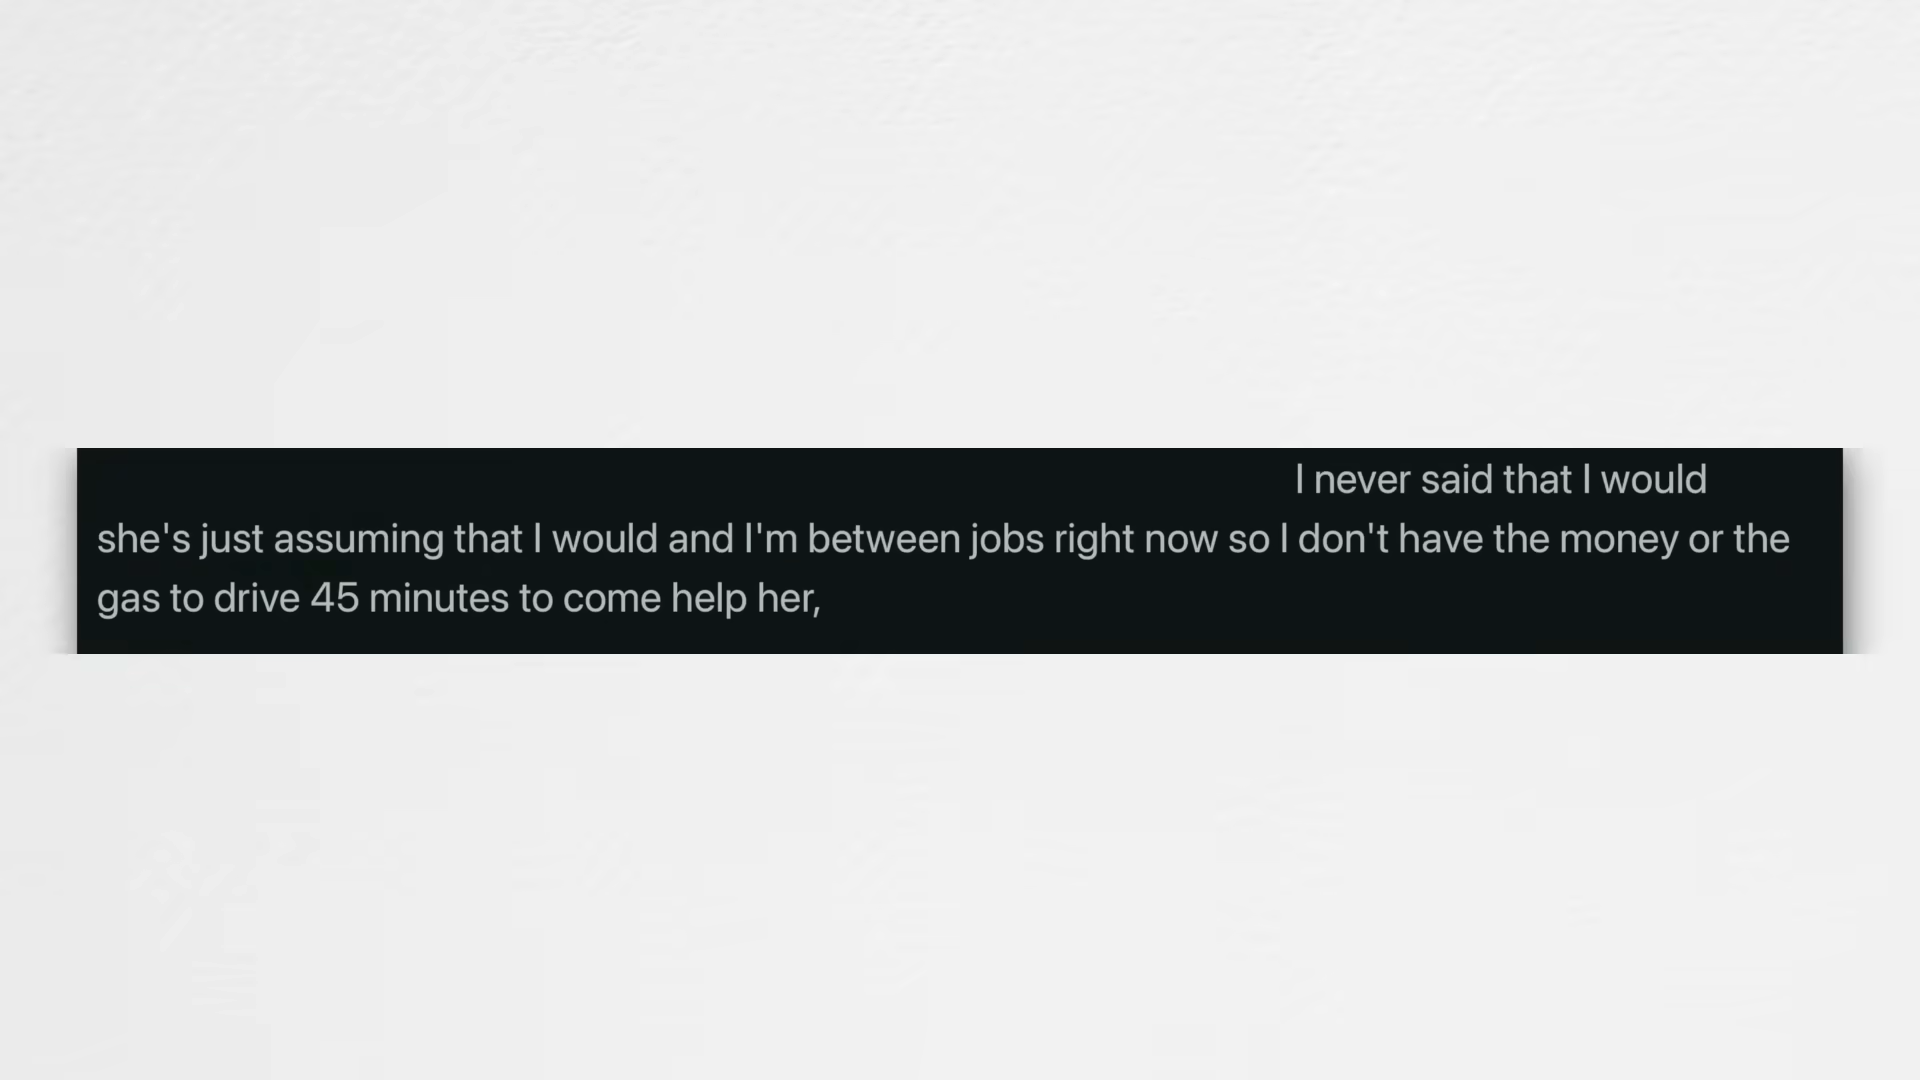 I never said that I would
she's just assuming that I would and I'm between jobs right now so I don't have the money or the
gas to drive 45 minutes to come help her,